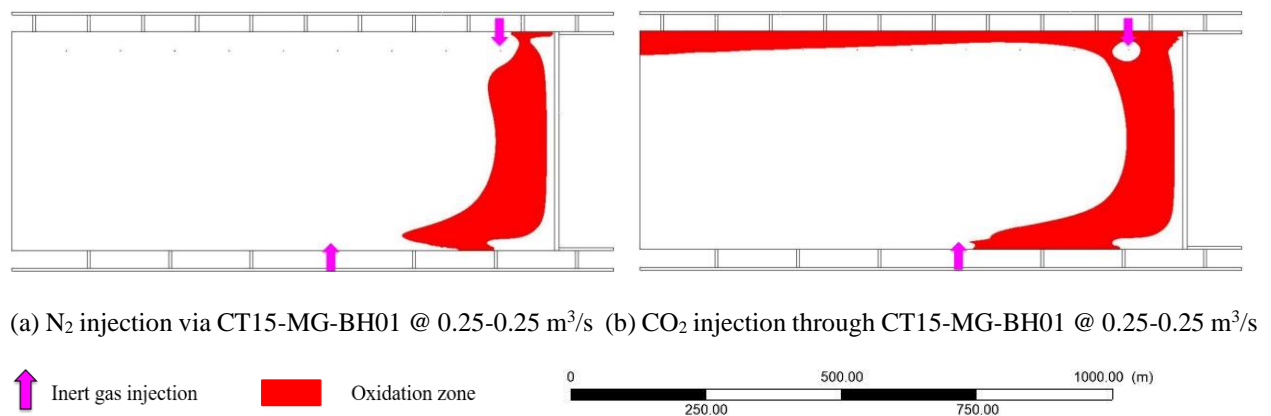 (a) N₂ injection via CT15-MG-BH01 @ 0.25-0.25 m³/s (b) CO₂ injection through CT15-MG-BH01 @ 0.25-0.25 m³/s
Inert gas injection Oxidation zone
0 500.00 1000.00 (m)
250.00 750.00